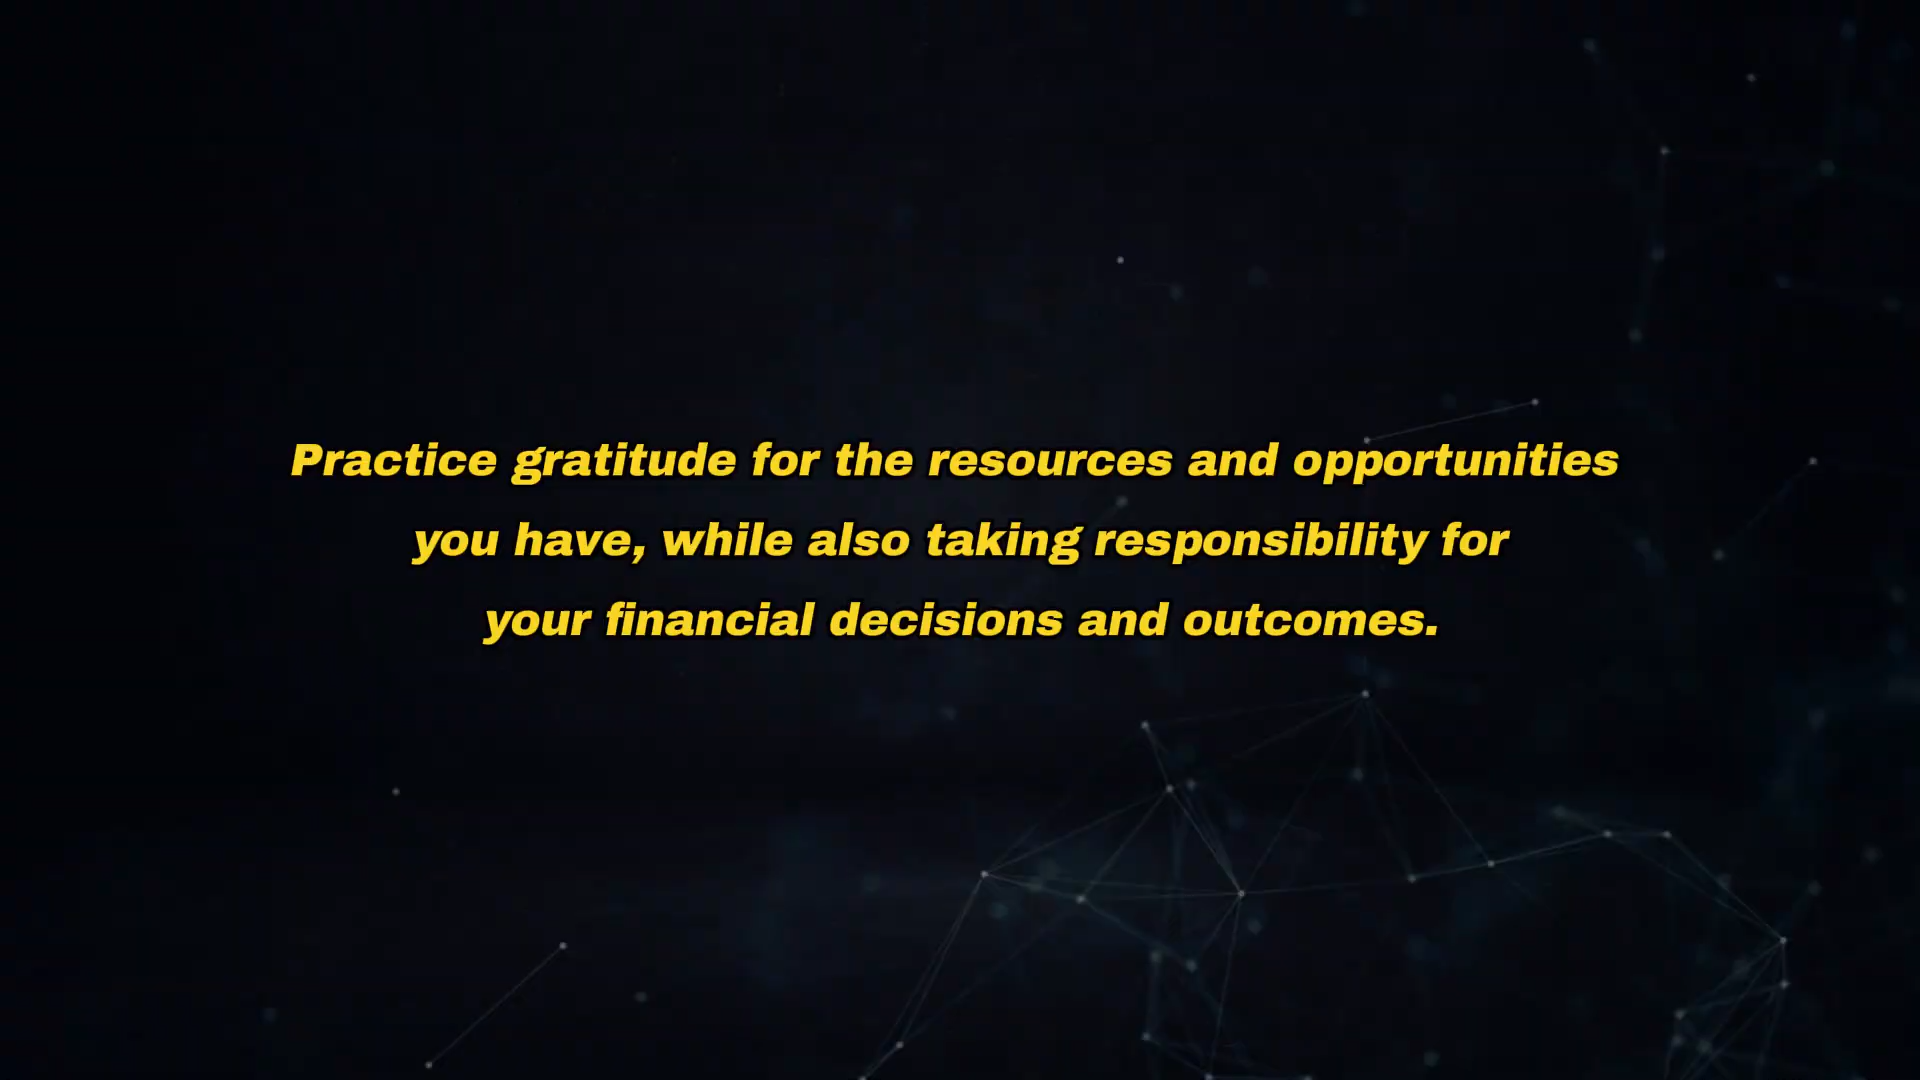 Practice gratitude for the resources and opportunities
you have, while also taking responsibility for
your financial decisions and outcomes.